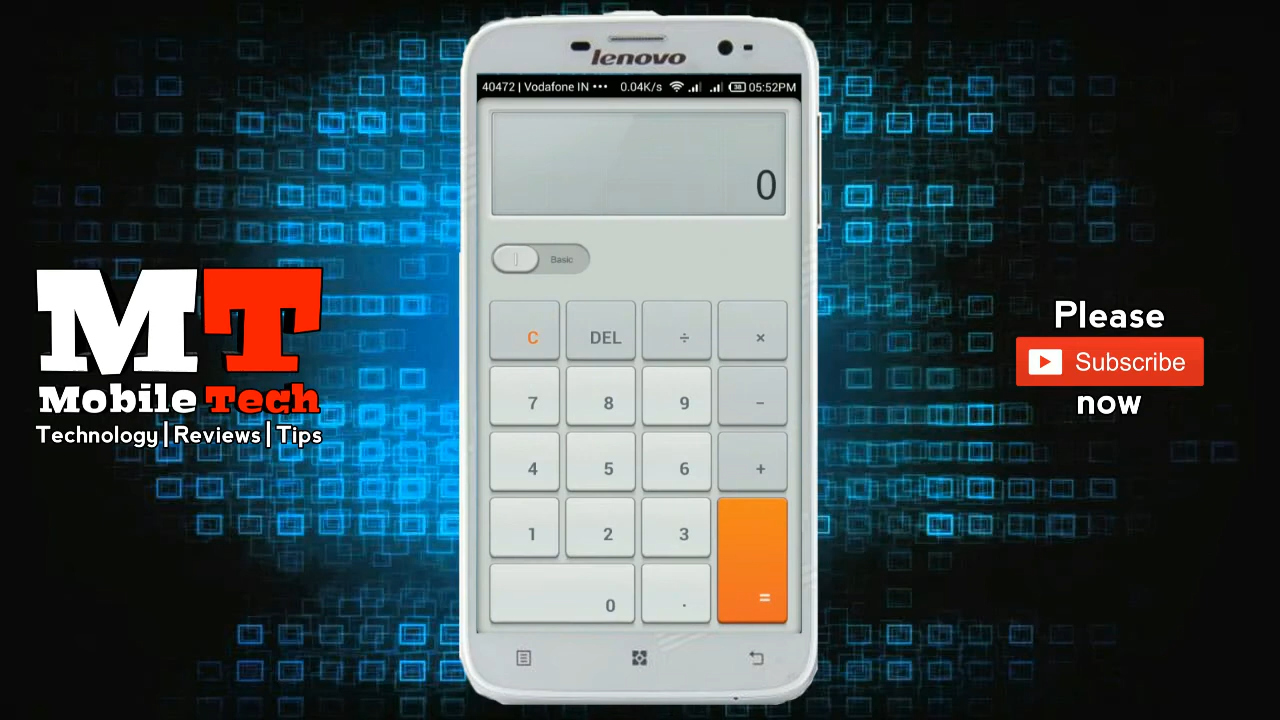 lenovo
40472 | Vodafone IN ••• 0.04K/s 38 05:52PM
0
Basic
C DEL ÷ ×
7 8 9 −
4 5 6 +
1 2 3
0 . =
MT
Mobile Tech
Technology|Reviews|Tips
Please
Subscribe
now